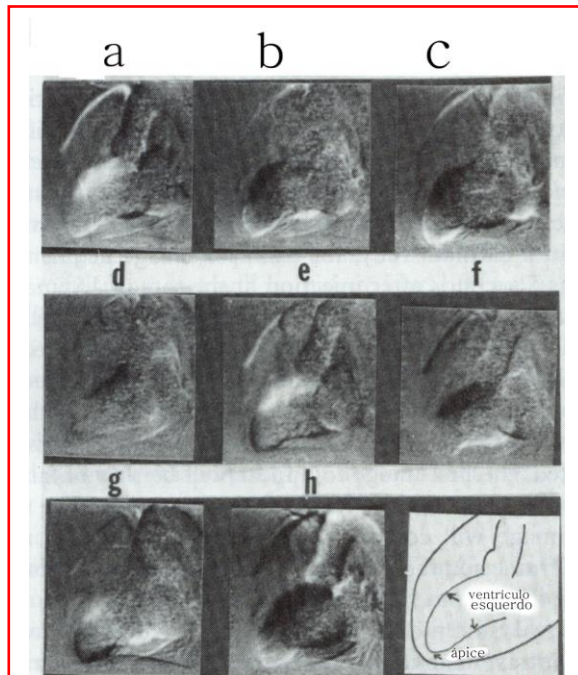 a b c
d e f
g h
ventrículo
esquerdo
ápice